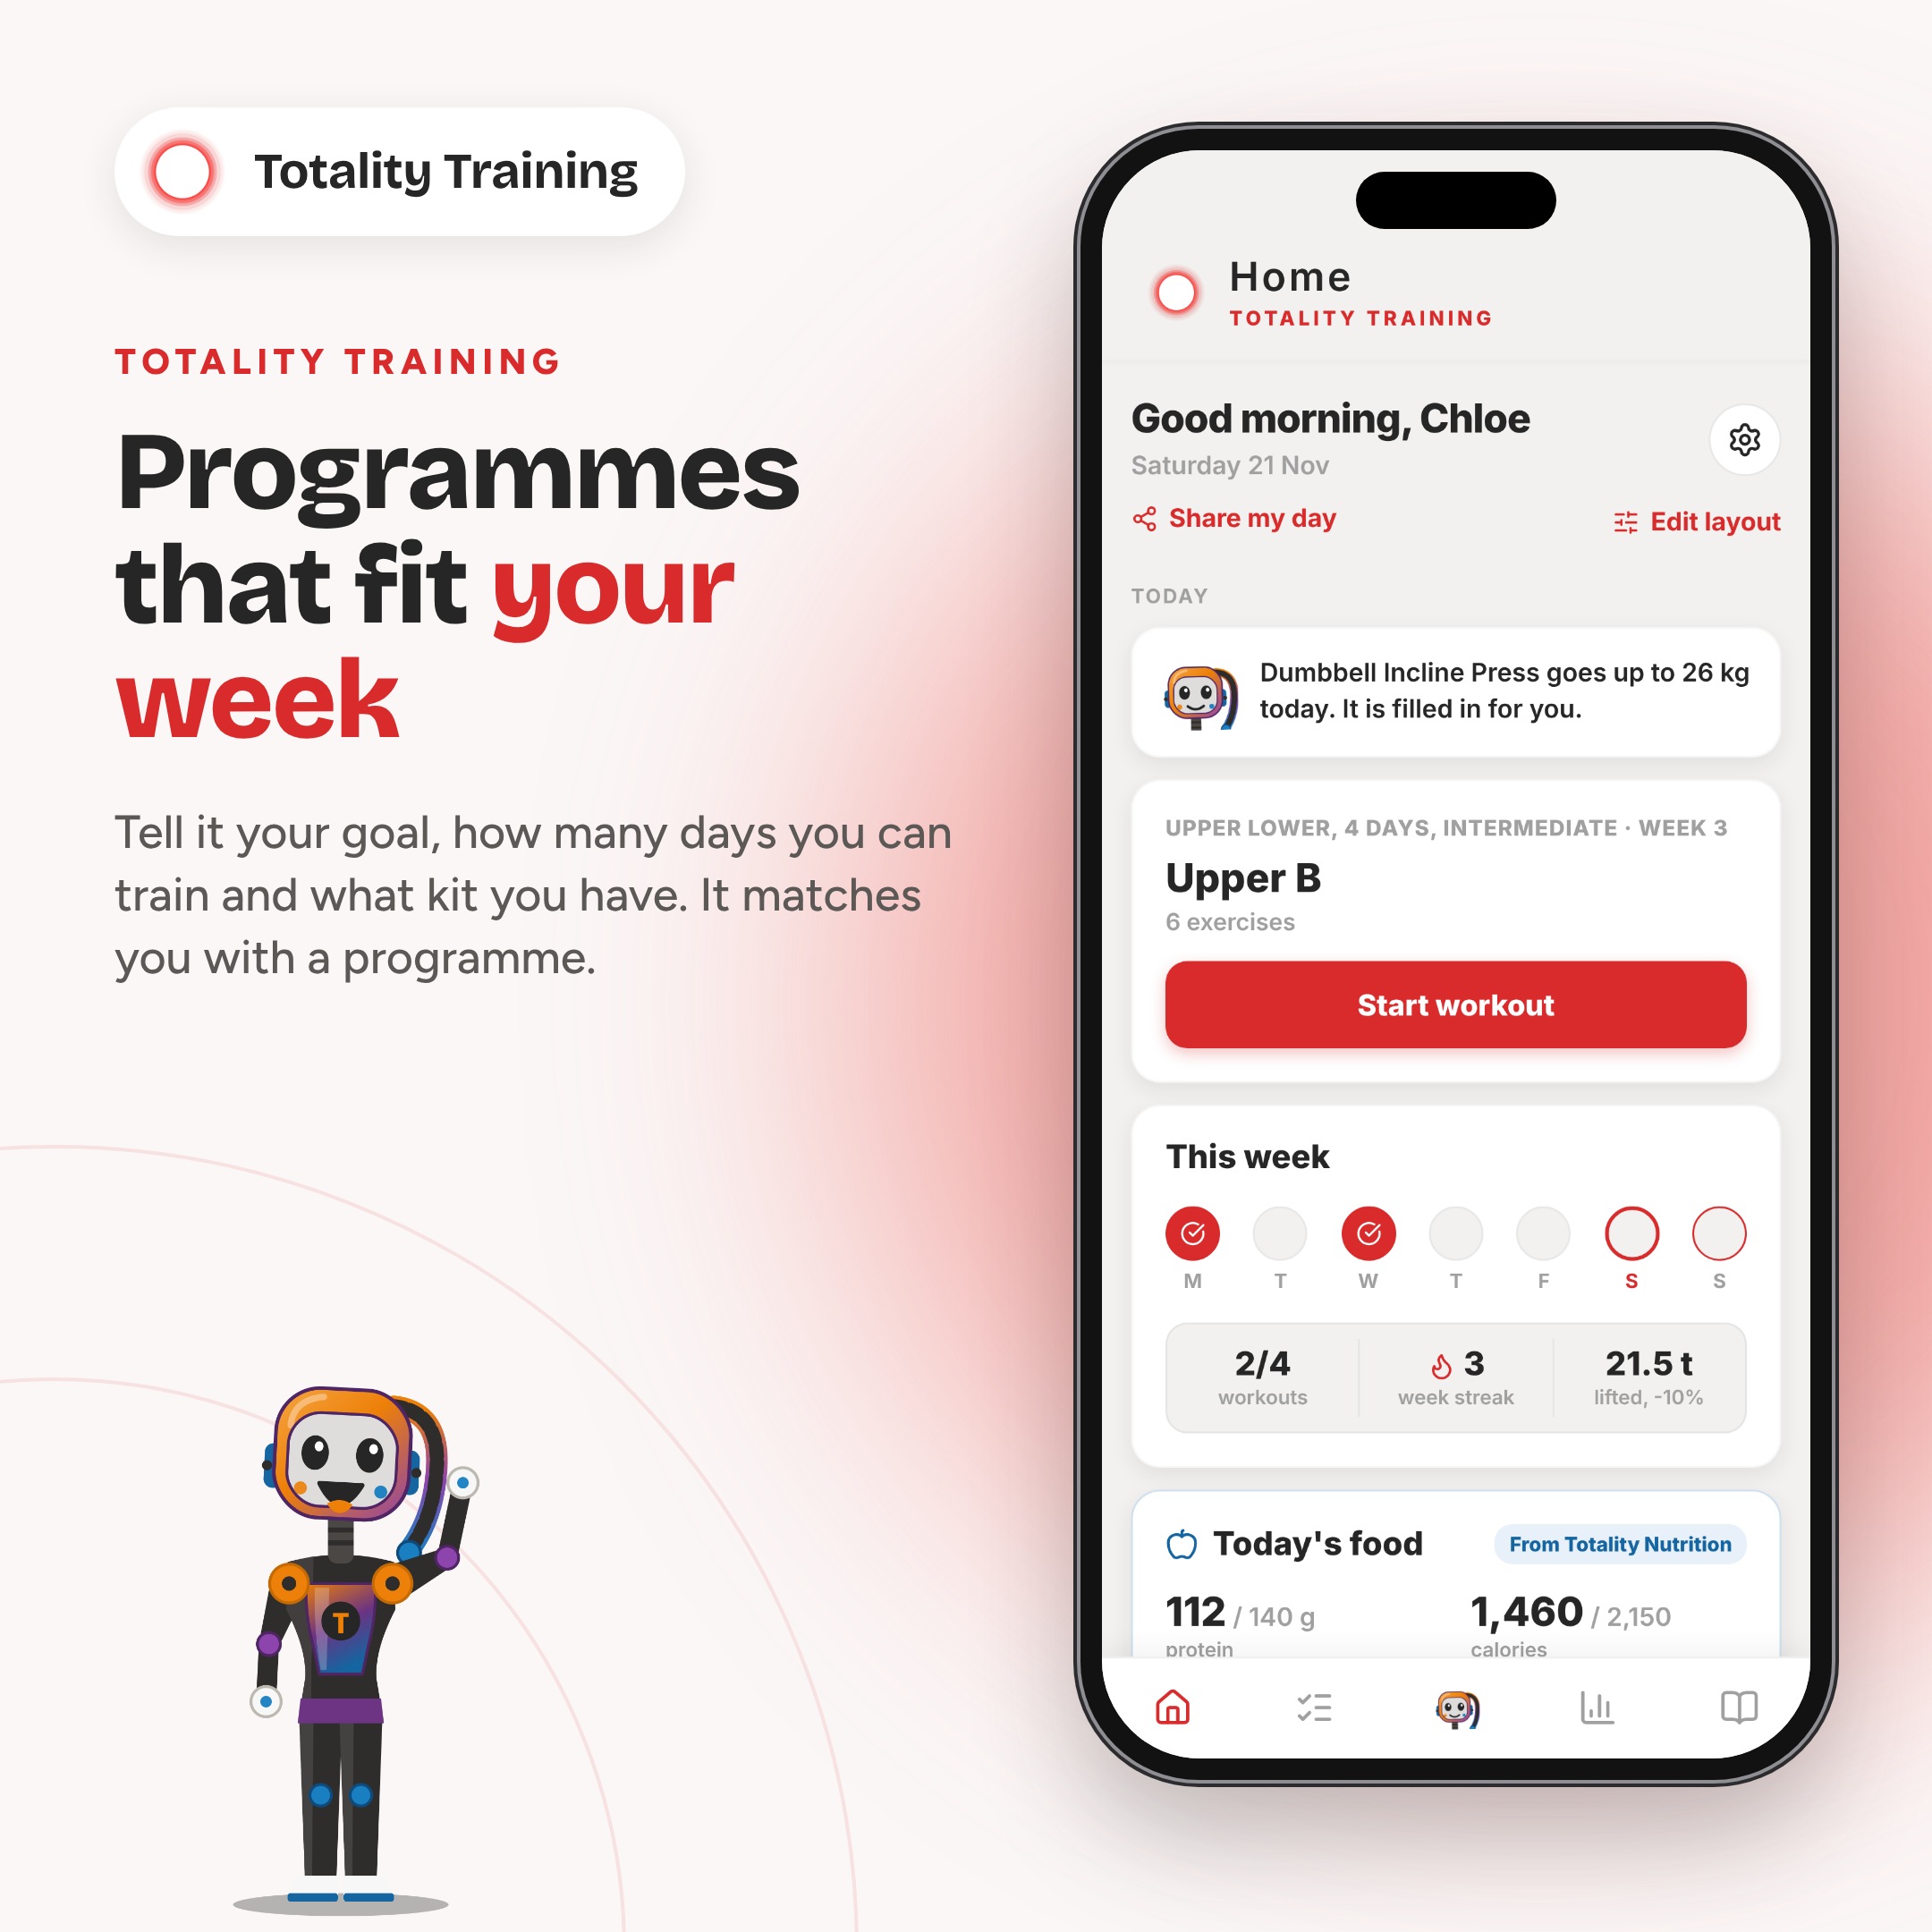 Totality Training
TOTALITY TRAINING
Programmes
that fit your
week
Tell it your goal, how many days you can
train and what kit you have. It matches
you with a programme.
T
Home
TOTALITY TRAINING
Good morning, Chloe
Saturday 21 Nov
Share my day
Edit layout
TODAY
Dumbbell Incline Press goes up to 26 kg
today. It is filled in for you.
UPPER LOWER, 4 DAYS, INTERMEDIATE · WEEK 3
Upper B
6 exercises
Start workout
This week
M T W T F S S
2/4 3 21.5 t
workouts week streak lifted, -10%
Today's food From Totality Nutrition
112 / 140 g 1,460 / 2,150
protein calories